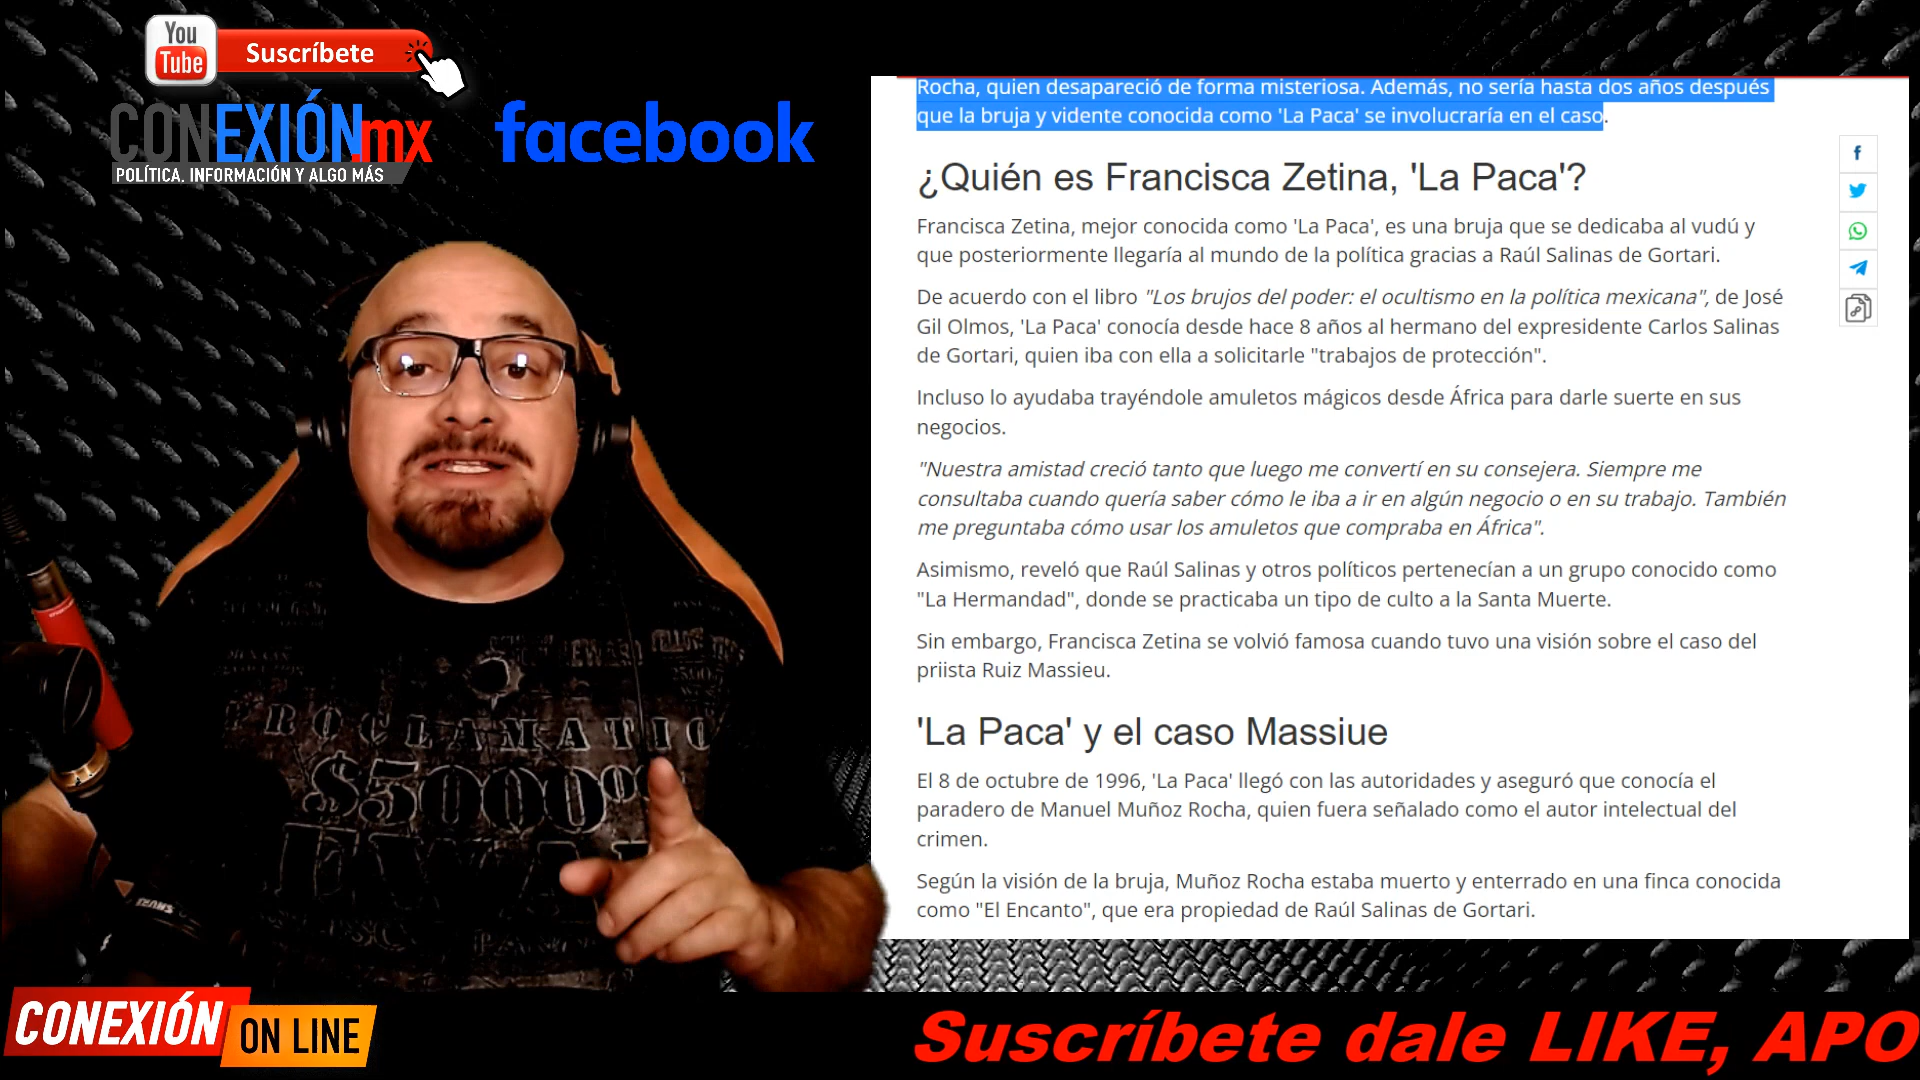 You
Tube
Suscríbete
CONEXIÓN.mx
POLÍTICA. INFORMACIÓN Y ALGO MÁS
facebook
Rocha, quien desapareció de forma misteriosa. Además, no sería hasta dos años después
que la bruja y vidente conocida como 'La Paca' se involucraría en el caso.
¿Quién es Francisca Zetina, 'La Paca'?
Francisca Zetina, mejor conocida como 'La Paca', es una bruja que se dedicaba al vudú y
que posteriormente llegaría al mundo de la política gracias a Raúl Salinas de Gortari.
De acuerdo con el libro "Los brujos del poder: el ocultismo en la política mexicana", de José
Gil Olmos, 'La Paca' conocía desde hace 8 años al hermano del expresidente Carlos Salinas
de Gortari, quien iba con ella a solicitarle "trabajos de protección".
Incluso lo ayudaba trayéndole amuletos mágicos desde África para darle suerte en sus
negocios.
"Nuestra amistad creció tanto que luego me convertí en su consejera. Siempre me
consultaba cuando quería saber cómo le iba a ir en algún negocio o en su trabajo. También
me preguntaba cómo usar los amuletos que compraba en África".
Asimismo, reveló que Raúl Salinas y otros políticos pertenecían a un grupo conocido como
"La Hermandad", donde se practicaba un tipo de culto a la Santa Muerte.
Sin embargo, Francisca Zetina se volvió famosa cuando tuvo una visión sobre el caso del
priista Ruiz Massieu.
'La Paca' y el caso Massiue
El 8 de octubre de 1996, 'La Paca' llegó con las autoridades y aseguró que conocía el
paradero de Manuel Muñoz Rocha, quien fuera señalado como el autor intelectual del
crimen.
Según la visión de la bruja, Muñoz Rocha estaba muerto y enterrado en una finca conocida
como "El Encanto", que era propiedad de Raúl Salinas de Gortari.
PROCLAMATIO
$5000
CONEXIÓN
ON LINE
Suscríbete dale LIKE, APO